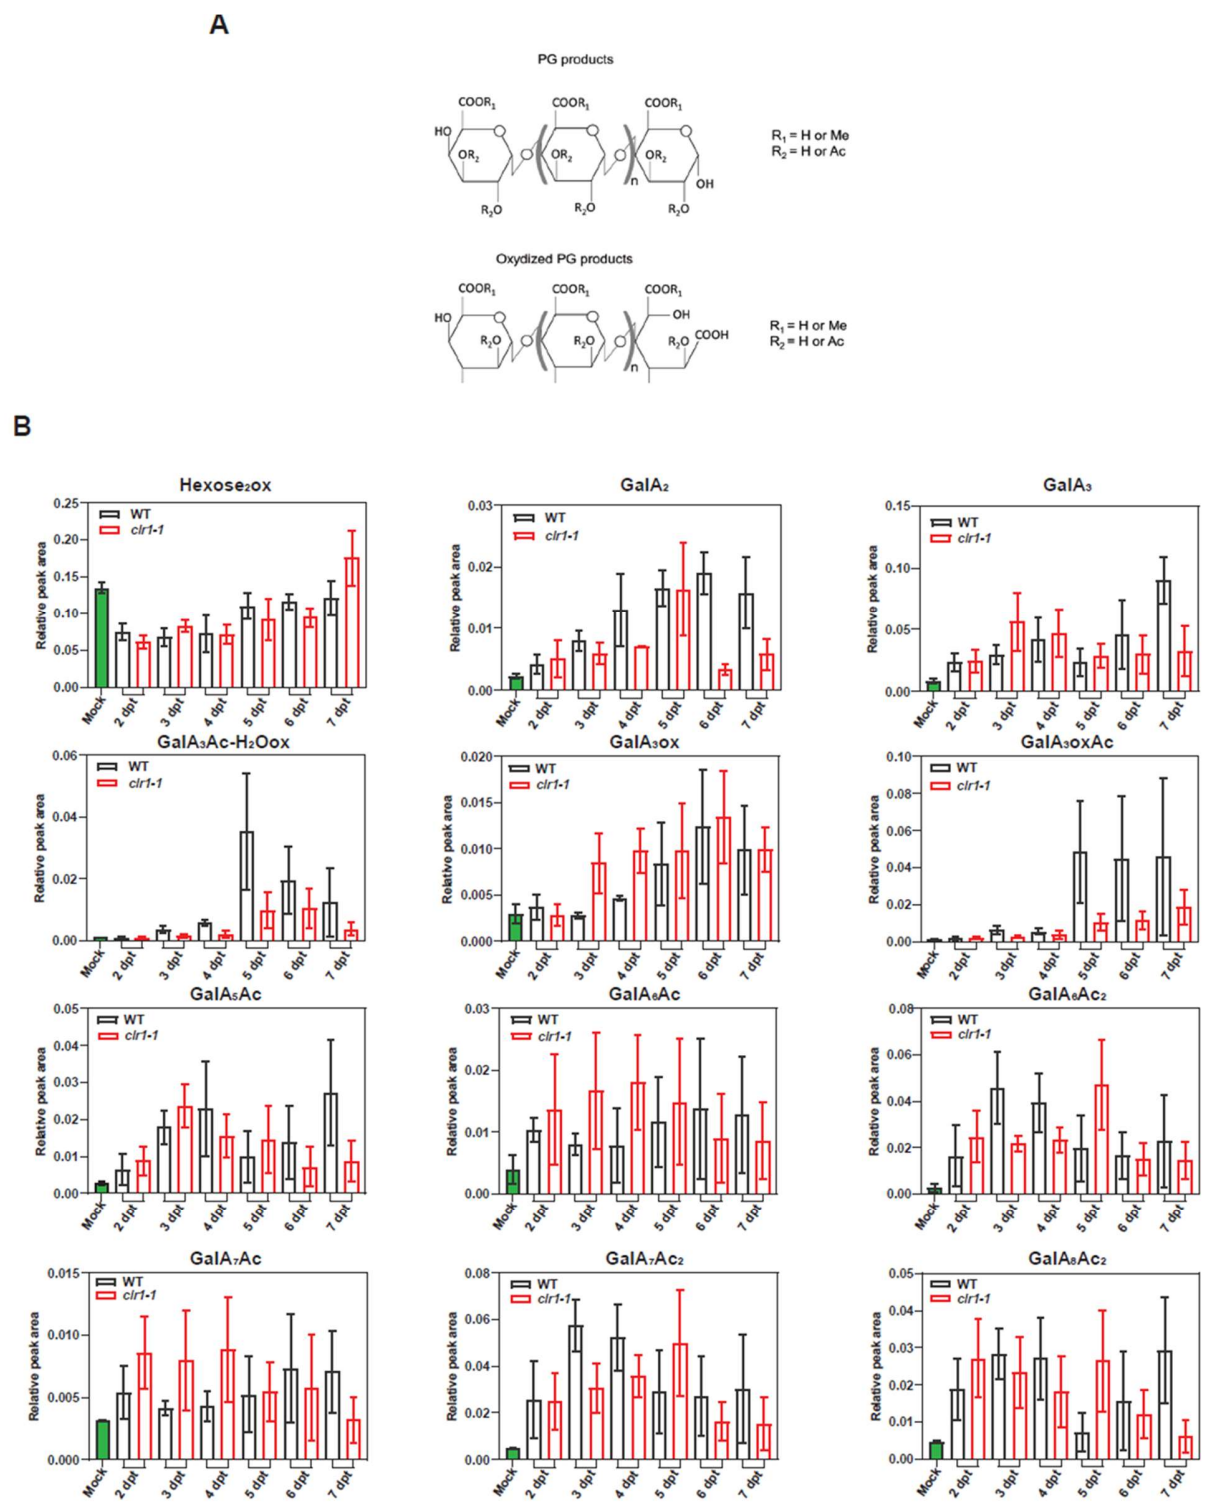 A
PG products
COOR₁ COOR₁ COOR₁
HO O O O
OR₂ O OR₂ O OR₂
R₁ = H or Me
R₂ = H or Ac
n
OH
R₂O R₂O R₂O
Oxydized PG products
COOR₁ COOR₁ COOR₁
HO O O OH
R₂O O R₂O O R₂O COOH
R₁ = H or Me
R₂ = H or Ac
n
B
Hexose₂ox
Relative peak area
0.25
0.20
0.15
0.10
0.05
0.00
WT
clr1-1
Mock 2 dpt 3 dpt 4 dpt 5 dpt 6 dpt 7 dpt
GalA₂
Relative peak area
0.03
0.02
0.01
0.00
WT
clr1-1
Mock 2 dpt 3 dpt 4 dpt 5 dpt 6 dpt 7 dpt
GalA₃
Relative peak area
0.15
0.10
0.05
0.00
WT
clr1-1
Mock 2 dpt 3 dpt 4 dpt 5 dpt 6 dpt 7 dpt
GalA₃Ac-H₂Oox
Relative peak area
0.06
0.04
0.02
0.00
WT
clr1-1
Mock 2 dpt 3 dpt 4 dpt 5 dpt 6 dpt 7 dpt
GalA₃ox
Relative peak area
0.020
0.015
0.010
0.005
0.000
WT
clr1-1
Mock 2 dpt 3 dpt 4 dpt 5 dpt 6 dpt 7 dpt
GalA₃oxAc
Relative peak area
0.10
0.08
0.06
0.04
0.02
0.00
WT
clr1-1
Mock 2 dpt 3 dpt 4 dpt 5 dpt 6 dpt 7 dpt
GalA₅Ac
Relative peak area
0.05
0.04
0.03
0.02
0.01
0.00
WT
clr1-1
Mock 2 dpt 3 dpt 4 dpt 5 dpt 6 dpt 7 dpt
GalA₆Ac
Relative peak area
0.03
0.02
0.01
0.00
WT
clr1-1
Mock 2 dpt 3 dpt 4 dpt 5 dpt 6 dpt 7 dpt
GalA₆Ac₂
Relative peak area
0.08
0.06
0.04
0.02
0.00
WT
clr1-1
Mock 2 dpt 3 dpt 4 dpt 5 dpt 6 dpt 7 dpt
GalA₇Ac
Relative peak area
0.015
0.010
0.005
0.000
WT
clr1-1
Mock 2 dpt 3 dpt 4 dpt 5 dpt 6 dpt 7 dpt
GalA₇Ac₂
Relative peak area
0.08
0.06
0.04
0.02
0.00
WT
clr1-1
Mock 2 dpt 3 dpt 4 dpt 5 dpt 6 dpt 7 dpt
GalA₈Ac₂
Relative peak area
0.05
0.04
0.03
0.02
0.01
0.00
WT
clr1-1
Mock 2 dpt 3 dpt 4 dpt 5 dpt 6 dpt 7 dpt